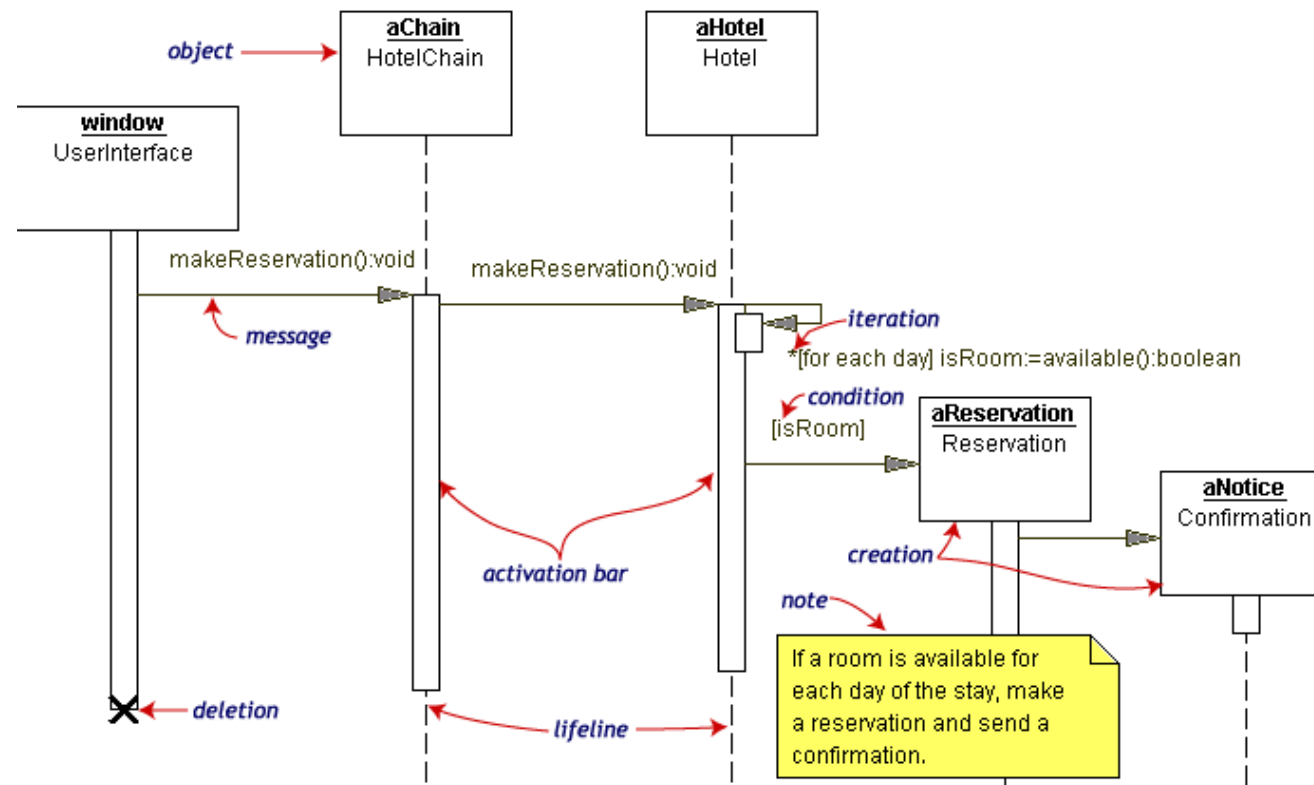 aChain
HotelChain
aHotel
Hotel
object
window
UserInterface
makeReservation():void
makeReservation():void
message
iteration
*[for each day] isRoom:=available():boolean
condition
[isRoom]
aReservation
Reservation
aNotice
Confirmation
activation bar
creation
note
If a room is available for
each day of the stay, make
a reservation and send a
confirmation.
deletion
lifeline